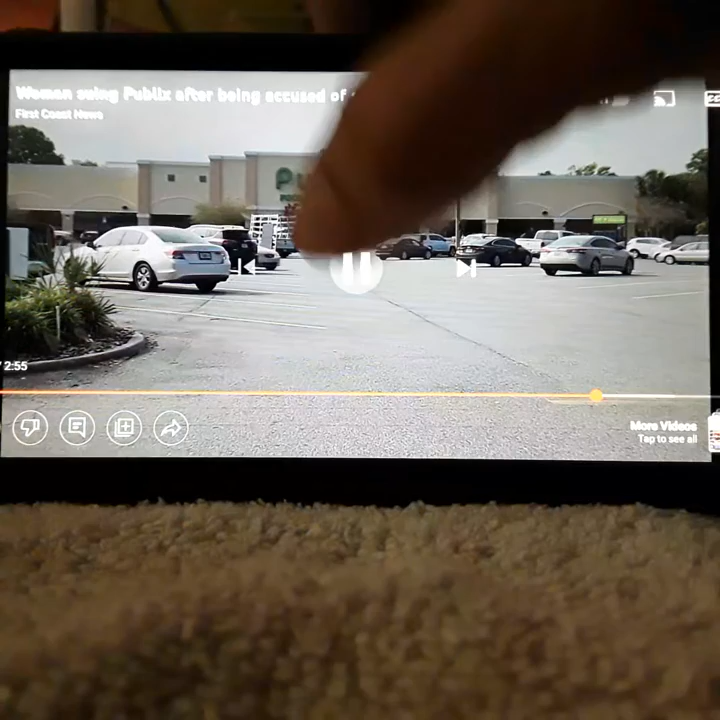 Woman suing Publix after being accused of
First Coast News
P
/ 2:55
More Videos
Tap to see all